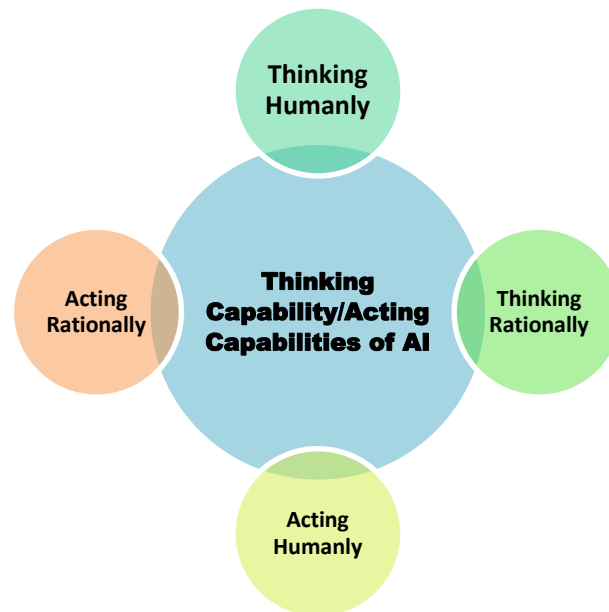 Thinking
Humanly
Thinking
Capability/Acting
Capabilities of AI
Acting
Rationally
Thinking
Rationally
Acting
Humanly